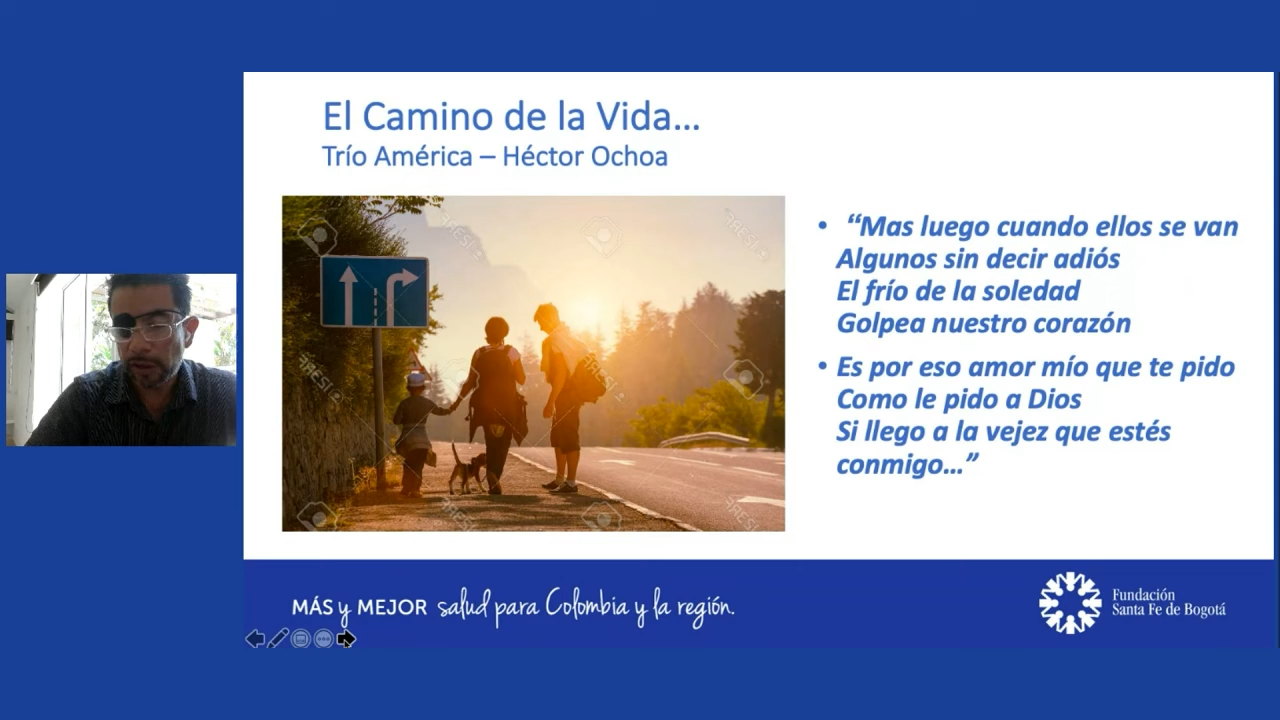 El Camino de la Vida...
Trío América – Héctor Ochoa
• “Mas luego cuando ellos se van
Algunos sin decir adiós
El frío de la soledad
Golpea nuestro corazón
• Es por eso amor mío que te pido
Como le pido a Dios
Si llego a la vejez que estés
conmigo...”
MÁS y MEJOR salud para Colombia y la región.
Fundación
Santa Fe de Bogotá